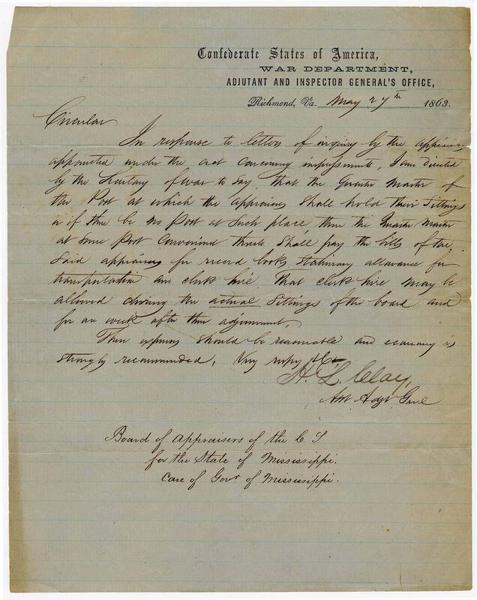 Confederate States of America,
WAR DEPARTMENT,
ADJUTANT AND INSPECTOR GENERAL'S OFFICE,
Richmond, Va. May 27th 1863.
Circular
In response to letters of inquiry by the appraisers
appointed under the act concerning impressments, I am directed
by the Secretary of War to say, that the Quarter Master of
the Post at which the Appraisers shall hold their sittings
or if there be no Post at such place, then the Quarter Master
at some Post convenient thereto shall pay the bills of the
said appraisers for record books stationery allowance for
transportation and clerk hire. That clerk hire may be
allowed during the actual sittings of the board and
for one week after their adjournment.
Their expenses should be reasonable and economy is
strongly recommended. Very respy &c
H. L. Clay,
Asst Adjt Genl
Board of Appraisers of the C S
for the State of Mississippi.
Care of Govr of Mississippi.